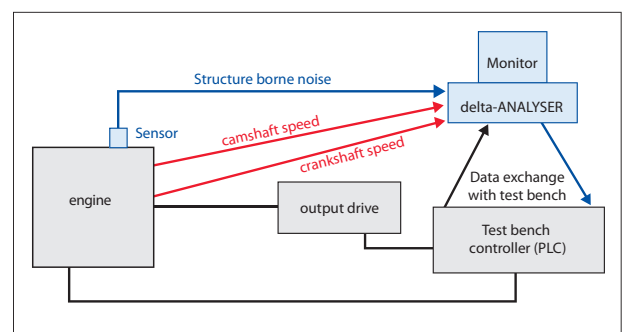 Monitor
Structure borne noise
delta-ANALYSER
Sensor
camshaft speed
crankshaft speed
Data exchange
with test bench
engine
output drive
Test bench
controller (PLC)